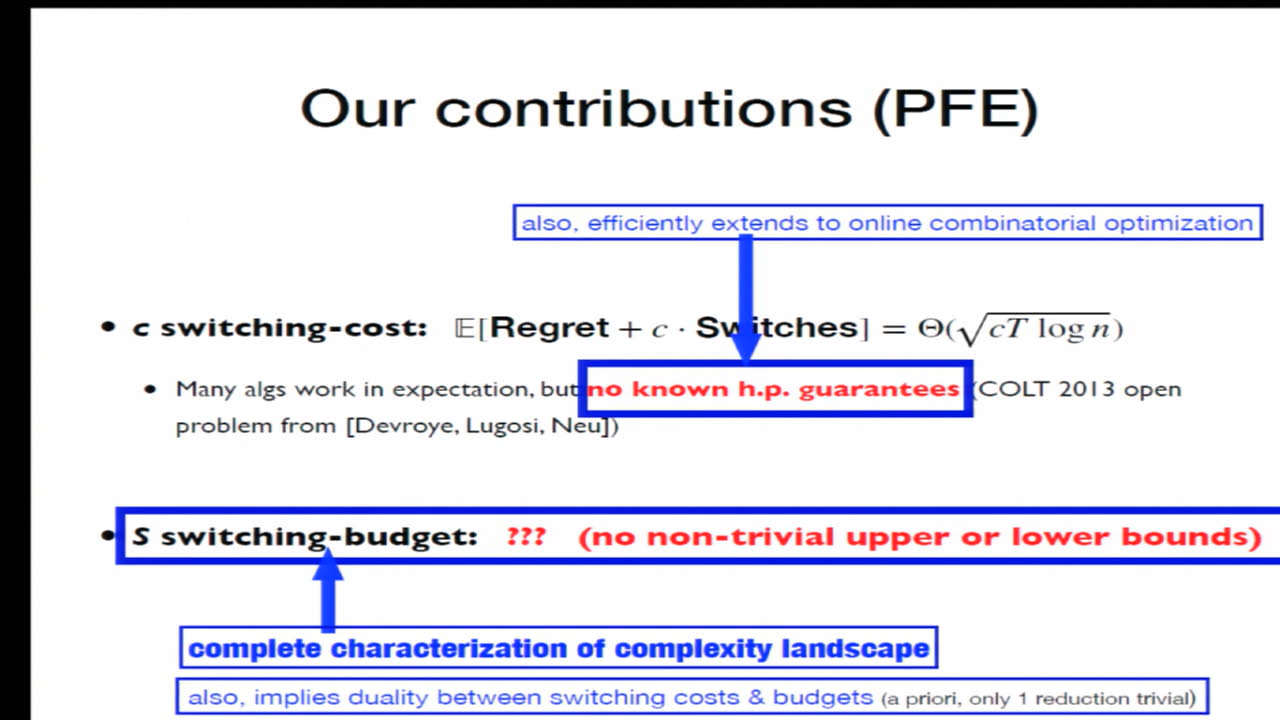 Our contributions (PFE)
also, efficiently extends to online combinatorial optimization
• c switching-cost: 𝔼[Regret + c · Switches] = Θ(√cT log n)
• Many algs work in expectation, but no known h.p. guarantees (COLT 2013 open
problem from [Devroye, Lugosi, Neu])
• S switching-budget: ??? (no non-trivial upper or lower bounds)
complete characterization of complexity landscape
also, implies duality between switching costs & budgets (a priori, only 1 reduction trivial)